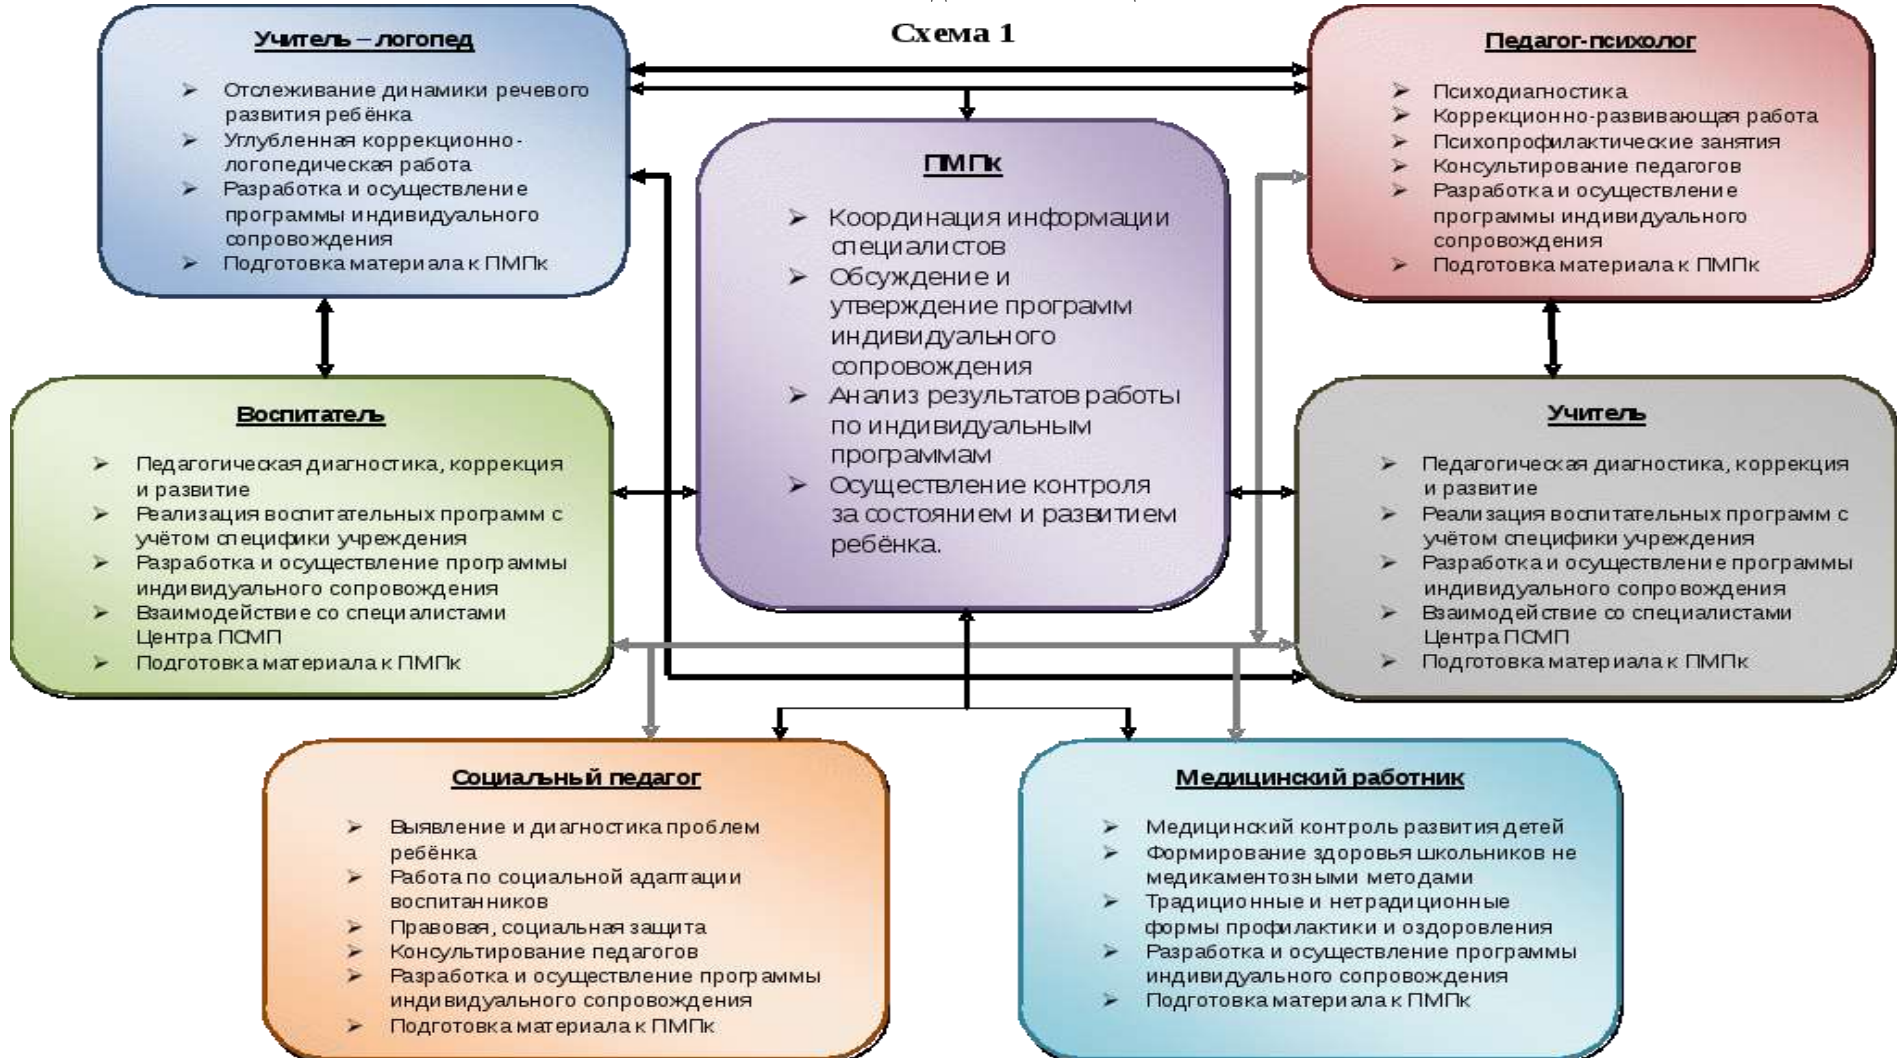 Схема 1
Учитель – логопед
➢ Отслеживание динамики речевого
развития ребёнка
➢ Углубленная коррекционно-
логопедическая работа
➢ Разработка и осуществление
программы индивидуального
сопровождения
➢ Подготовка материала к ПМПк
Педагог-психолог
➢ Психодиагностика
➢ Коррекционно-развивающая работа
➢ Психопрофилактические занятия
➢ Консультирование педагогов
➢ Разработка и осуществление
программы индивидуального
сопровождения
➢ Подготовка материала к ПМПк
ПМПк
➢ Координация информации
специалистов
➢ Обсуждение и
утверждение программ
индивидуального
сопровождения
➢ Анализ результатов работы
по индивидуальным
программам
➢ Осуществление контроля
за состоянием и развитием
ребёнка.
Воспитатель
➢ Педагогическая диагностика, коррекция
и развитие
➢ Реализация воспитательных программ с
учётом специфики учреждения
➢ Разработка и осуществление программы
индивидуального сопровождения
➢ Взаимодействие со специалистами
Центра ПСМП
➢ Подготовка материала к ПМПк
Учитель
➢ Педагогическая диагностика, коррекция
и развитие
➢ Реализация воспитательных программ с
учётом специфики учреждения
➢ Разработка и осуществление программы
индивидуального сопровождения
➢ Взаимодействие со специалистами
Центра ПСМП
➢ Подготовка материала к ПМПк
Социальный педагог
➢ Выявление и диагностика проблем
ребёнка
➢ Работа по социальной адаптации
воспитанников
➢ Правовая, социальная защита
➢ Консультирование педагогов
➢ Разработка и осуществление программы
индивидуального сопровождения
➢ Подготовка материала к ПМПк
Медицинский работник
➢ Медицинский контроль развития детей
➢ Формирование здоровья школьников не
медикаментозными методами
➢ Традиционные и нетрадиционные
формы профилактики и оздоровления
➢ Разработка и осуществление программы
индивидуального сопровождения
➢ Подготовка материала к ПМПк